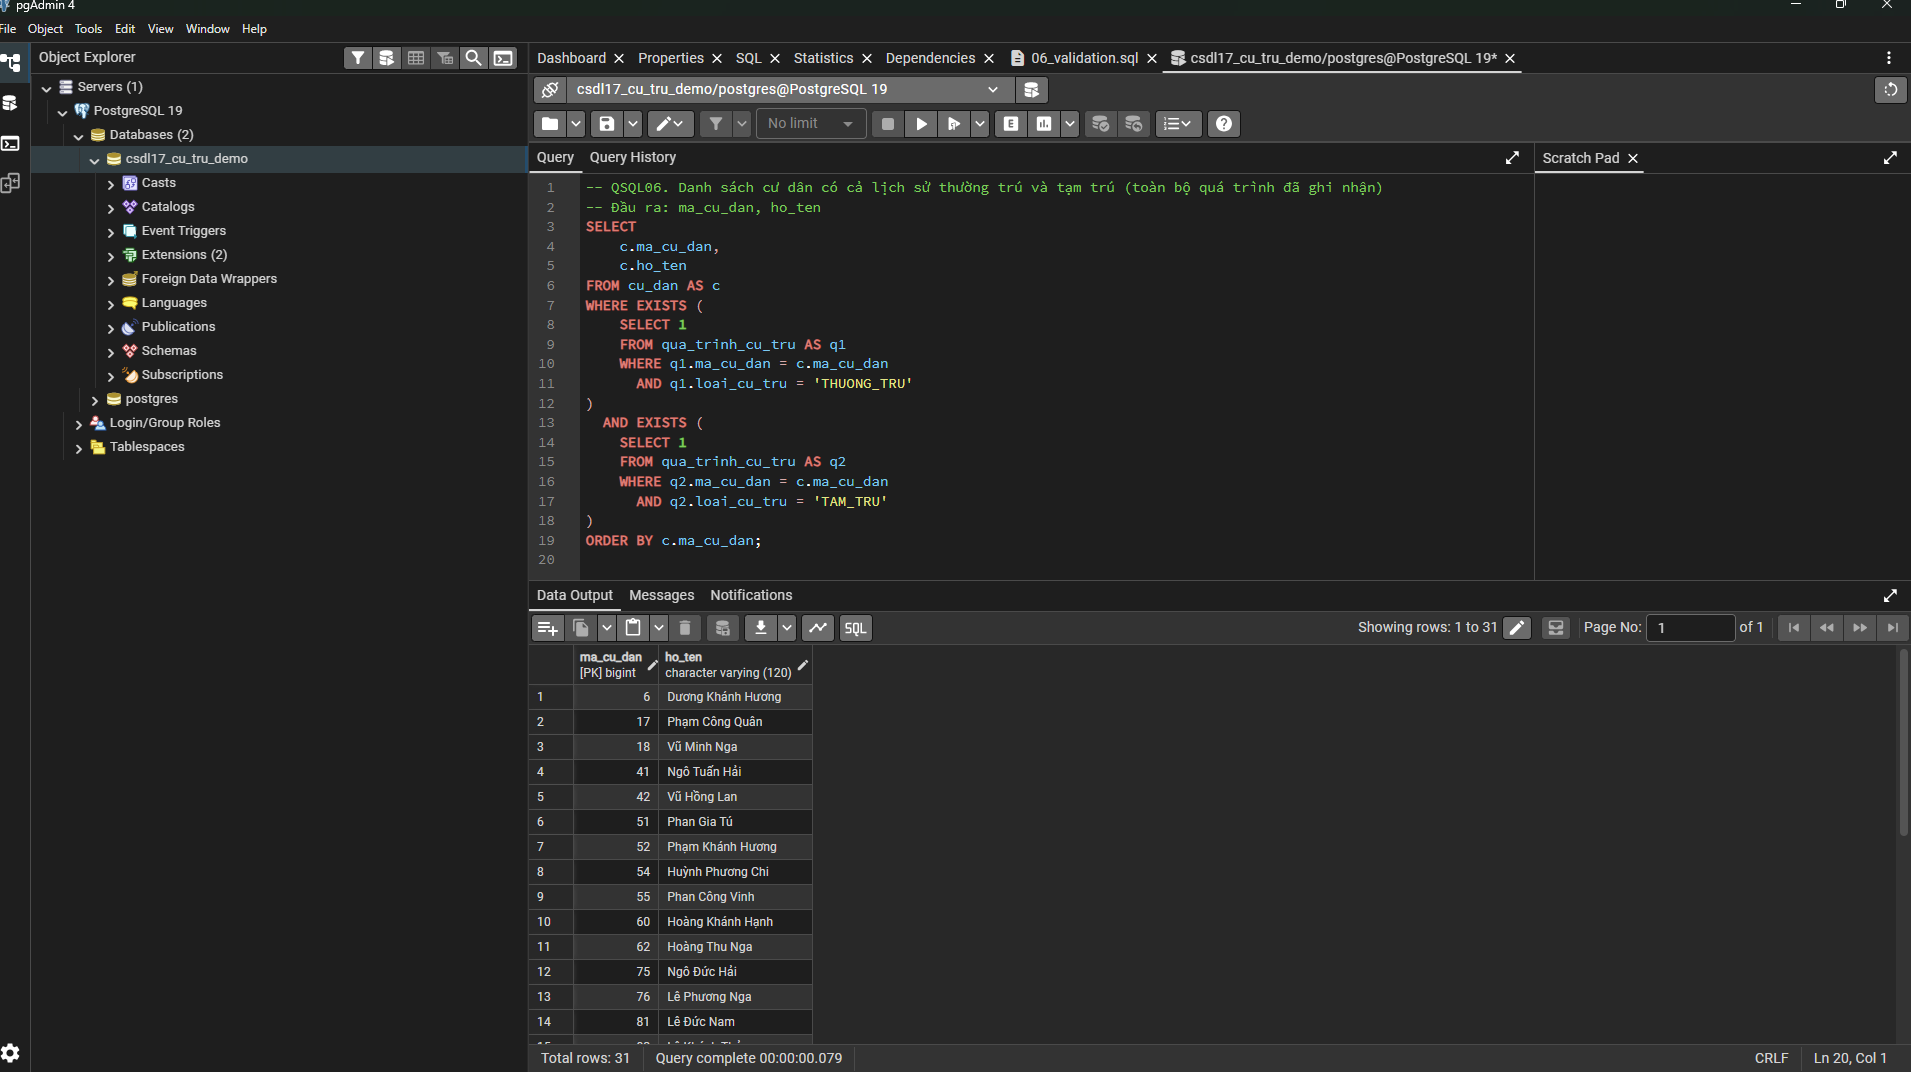 pgAdmin 4
File Object Tools Edit View Window Help
Object Explorer
Servers (1)
PostgreSQL 19
Databases (2)
csdl17_cu_tru_demo
Casts
Catalogs
Event Triggers
Extensions (2)
Foreign Data Wrappers
Languages
Publications
Schemas
Subscriptions
postgres
Login/Group Roles
Tablespaces
Dashboard Properties SQL Statistics Dependencies 06_validation.sql csdl17_cu_tru_demo/postgres@PostgreSQL 19*
csdl17_cu_tru_demo/postgres@PostgreSQL 19
No limit
E
Query Query History
Scratch Pad
1 -- QSQL06. Danh sách cư dân có cả lịch sử thường trú và tạm trú (toàn bộ quá trình đã ghi nhận)
2 -- Đầu ra: ma_cu_dan, ho_ten
3 SELECT
4 c.ma_cu_dan,
5 c.ho_ten
6 FROM cu_dan AS c
7 WHERE EXISTS (
8 SELECT 1
9 FROM qua_trinh_cu_tru AS q1
10 WHERE q1.ma_cu_dan = c.ma_cu_dan
11 AND q1.loai_cu_tru = 'THUONG_TRU'
12 )
13 AND EXISTS (
14 SELECT 1
15 FROM qua_trinh_cu_tru AS q2
16 WHERE q2.ma_cu_dan = c.ma_cu_dan
17 AND q2.loai_cu_tru = 'TAM_TRU'
18 )
19 ORDER BY c.ma_cu_dan;
20
Data Output Messages Notifications
SQL
Showing rows: 1 to 31
Page No: 1 of 1
ma_cu_dan ho_ten
[PK] bigint character varying (120)
1 6 Dương Khánh Hương
2 17 Phạm Công Quân
3 18 Vũ Minh Nga
4 41 Ngô Tuấn Hải
5 42 Vũ Hồng Lan
6 51 Phan Gia Tú
7 52 Phạm Khánh Hương
8 54 Huỳnh Phương Chi
9 55 Phan Công Vinh
10 60 Hoàng Khánh Hạnh
11 62 Hoàng Thu Nga
12 75 Ngô Đức Hải
13 76 Lê Phương Nga
14 81 Lê Đức Nam
Total rows: 31 Query complete 00:00:00.079
CRLF Ln 20, Col 1